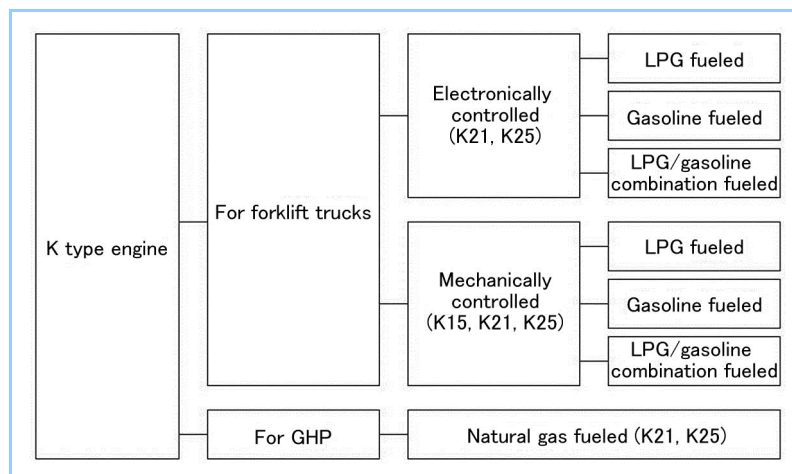 K type engine
For forklift trucks
Electronically
controlled
(K21, K25)
LPG fueled
Gasoline fueled
LPG/gasoline
combination fueled
Mechanically
controlled
(K15, K21, K25)
LPG fueled
Gasoline fueled
LPG/gasoline
combination fueled
For GHP
Natural gas fueled (K21, K25)